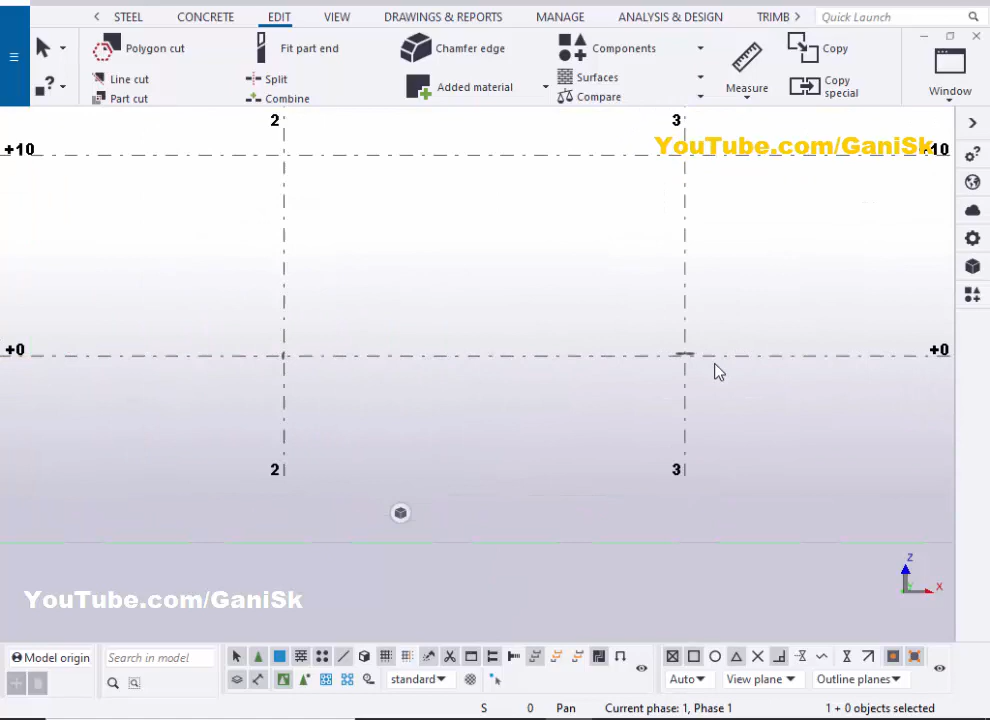 STEEL CONCRETE EDIT VIEW DRAWINGS & REPORTS MANAGE ANALYSIS & DESIGN TRIMB Quick Launch
Polygon cut Fit part end Chamfer edge Components Copy
Line cut Split Added material Surfaces Measure Copy special Window
Part cut Combine Compare
2 3
YouTube.com/GaniSk
+10 +10
+0 +0
2 3
Z
X
YouTube.com/GaniSk
Model origin Search in model
standard Auto View plane Outline planes
S 0 Pan Current phase: 1, Phase 1 1 + 0 objects selected